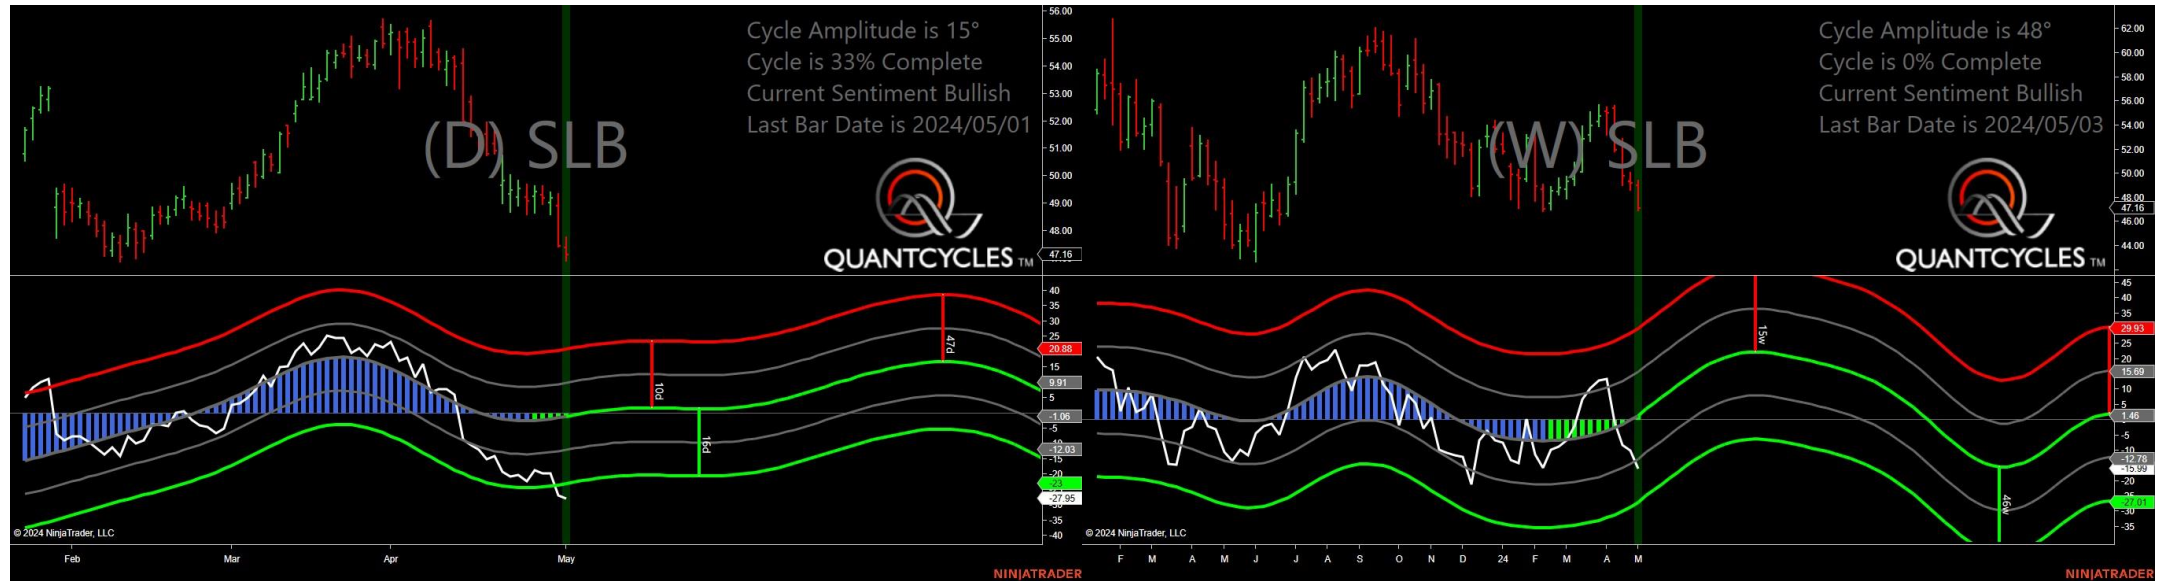 Cycle Amplitude is 15°
Cycle is 33% Complete
Current Sentiment Bullish
Last Bar Date is 2024/05/01
(D) SLB
QUANTCYCLES TM
56.00
55.00
54.00
53.00
52.00
51.00
50.00
49.00
48.00
47.16
40
35
30
25
20.88
15
9.91
5
-1.06
-5
-12.03
-15
-20
-23
-27.95
-35
-40
10d
16d
47d
© 2024 NinjaTrader, LLC
Feb Mar Apr May
NINJATRADER
Cycle Amplitude is 48°
Cycle is 0% Complete
Current Sentiment Bullish
Last Bar Date is 2024/05/03
(W) SLB
QUANTCYCLES TM
62.00
60.00
58.00
56.00
54.00
52.00
50.00
48.00
47.16
46.00
44.00
45
40
35
29.93
25
20
15.69
10
5
1.46
-5
-12.78
-15.99
-20
-27.01
-30
-35
15w
46w
© 2024 NinjaTrader, LLC
F M A M J J A S O N D 24 F M A M
NINJATRADER